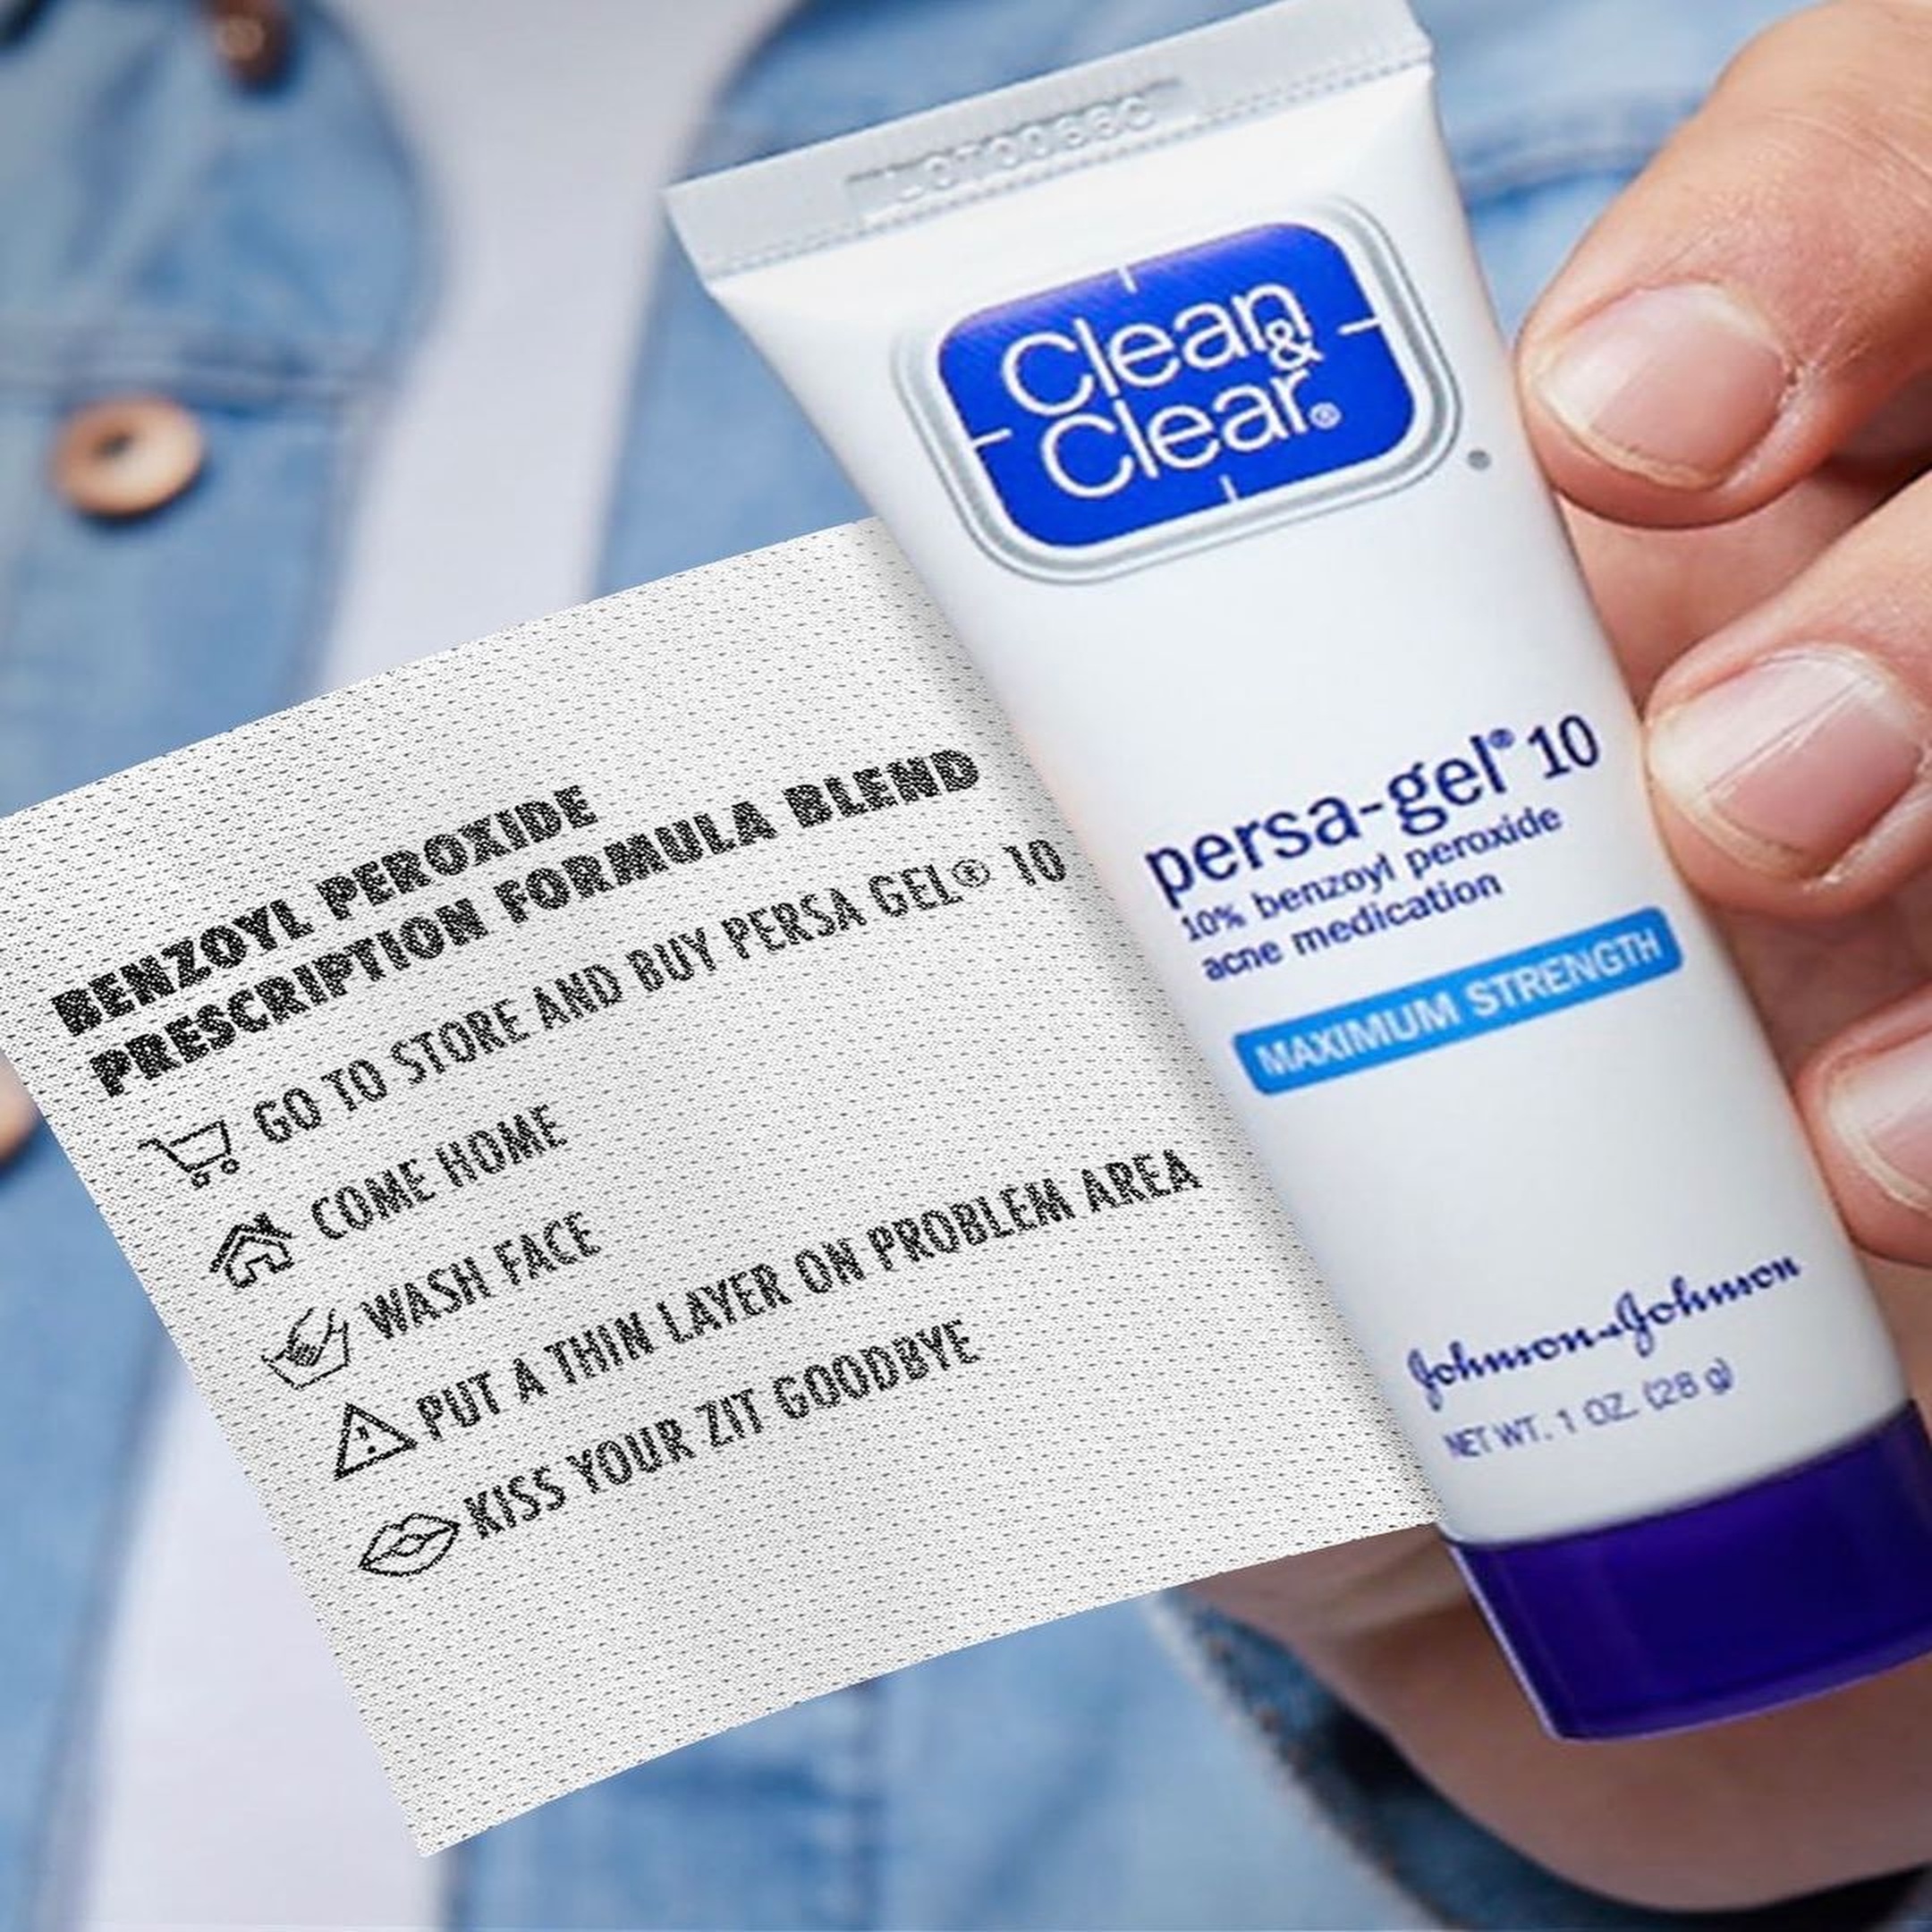 Clean
&
Clear®
persa-gel® 10
10% benzoyl peroxide
acne medication
MAXIMUM STRENGTH
Johnson & Johnson
NET WT. 1 OZ. (28 g)
BENZOYL PEROXIDE
PRESCRIPTION FORMULA BLEND
GO TO STORE AND BUY PERSA GEL® 10
COME HOME
WASH FACE
PUT A THIN LAYER ON PROBLEM AREA
KISS YOUR ZIT GOODBYE